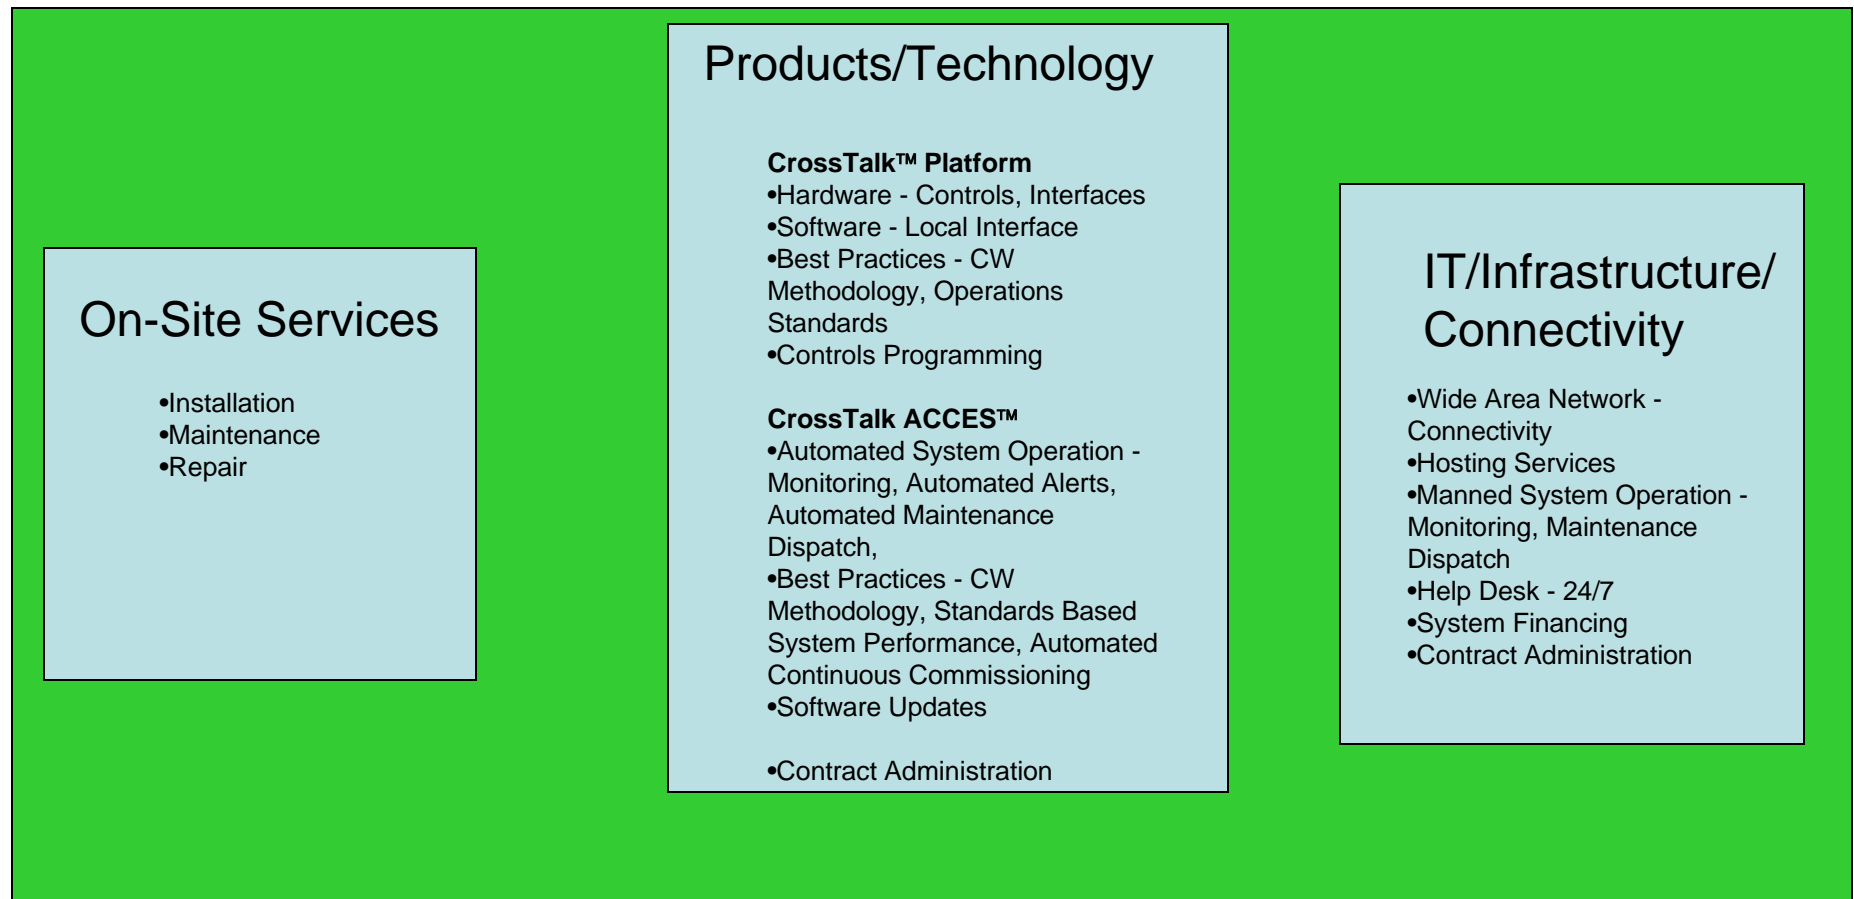 Products/Technology
CrossTalk™ Platform
•Hardware - Controls, Interfaces
•Software - Local Interface
•Best Practices - CW
Methodology, Operations
Standards
•Controls Programming
CrossTalk ACCES™
•Automated System Operation -
Monitoring, Automated Alerts,
Automated Maintenance
Dispatch,
•Best Practices - CW
Methodology, Standards Based
System Performance, Automated
Continuous Commissioning
•Software Updates
•Contract Administration
On-Site Services
•Installation
•Maintenance
•Repair
IT/Infrastructure/
Connectivity
•Wide Area Network -
Connectivity
•Hosting Services
•Manned System Operation -
Monitoring, Maintenance
Dispatch
•Help Desk - 24/7
•System Financing
•Contract Administration